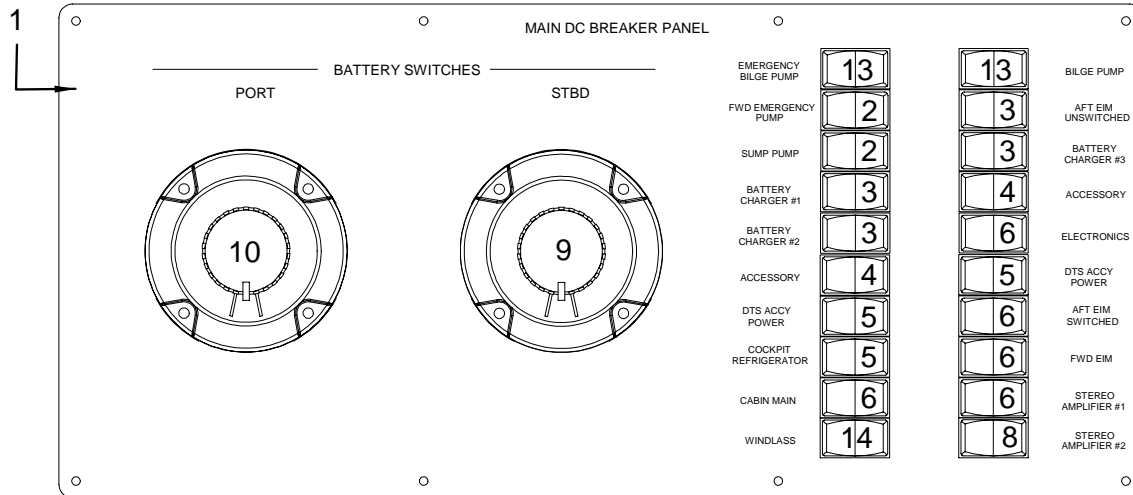 1
MAIN DC BREAKER PANEL
BATTERY SWITCHES
PORT
STBD
10
9
EMERGENCY
BILGE PUMP
13
FWD EMERGENCY
PUMP
2
SUMP PUMP
2
BATTERY
CHARGER #1
3
BATTERY
CHARGER #2
3
ACCESSORY
4
DTS ACCY
POWER
5
COCKPIT
REFRIGERATOR
5
CABIN MAIN
6
WINDLASS
14
13
BILGE PUMP
3
AFT EIM
UNSWITCHED
3
BATTERY
CHARGER #3
4
ACCESSORY
6
ELECTRONICS
5
DTS ACCY
POWER
6
AFT EIM
SWITCHED
6
FWD EIM
6
STEREO
AMPLIFIER #1
8
STEREO
AMPLIFIER #2